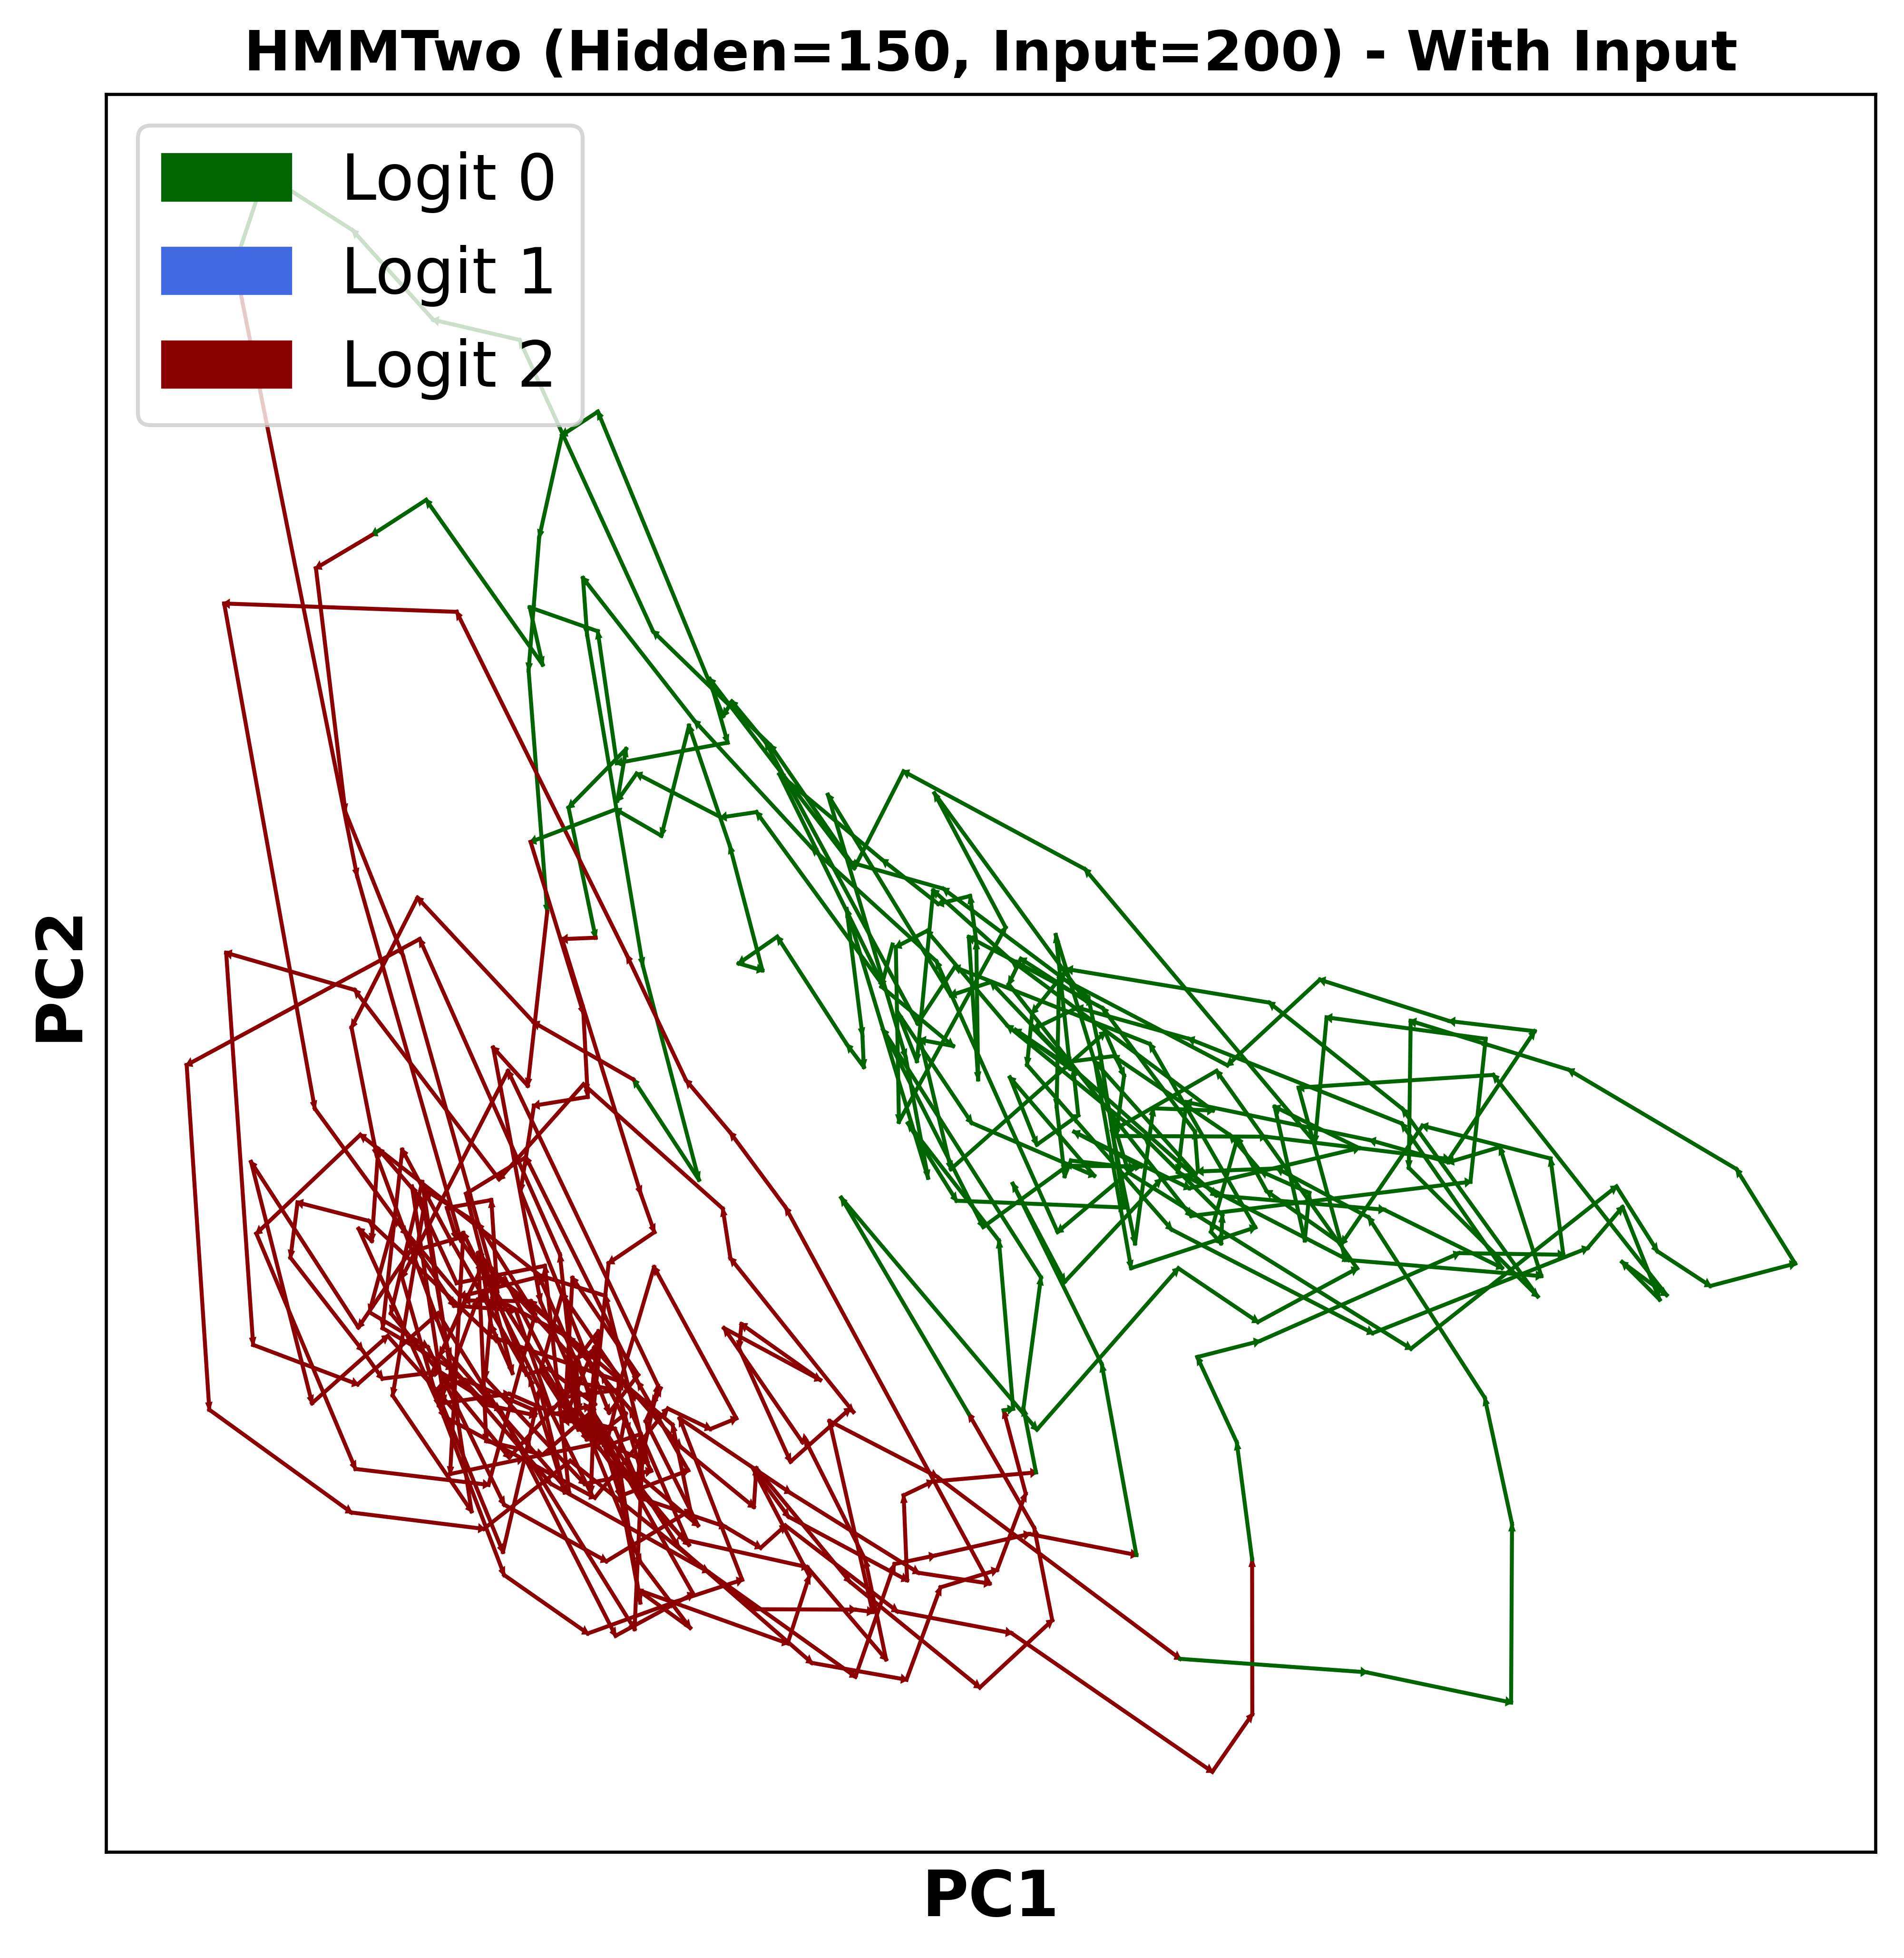 HMMTwo (Hidden=150, Input=200) - With Input
Logit 0
Logit 1
Logit 2
PC2
PC1